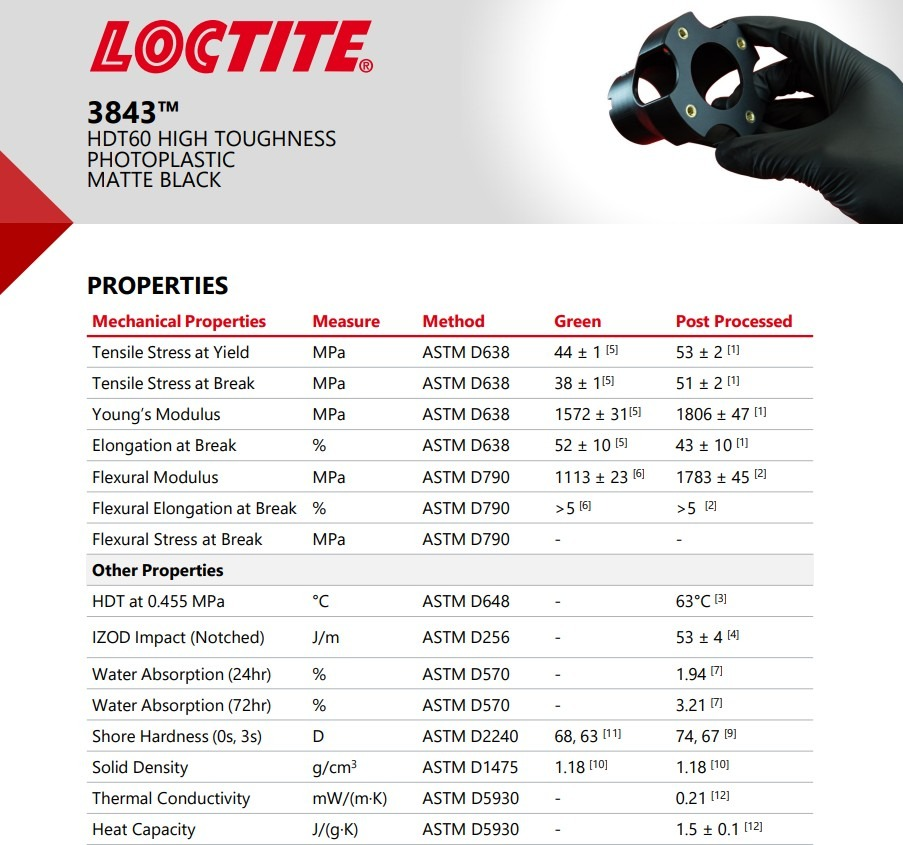 LOCTITE®
3843™
HDT60 HIGH TOUGHNESS
PHOTOPLASTIC
MATTE BLACK
PROPERTIES
Mechanical Properties Measure Method Green Post Processed
Tensile Stress at Yield MPa ASTM D638 44 ± 1 [5] 53 ± 2 [1]
Tensile Stress at Break MPa ASTM D638 38 ± 1[5] 51 ± 2 [1]
Young’s Modulus MPa ASTM D638 1572 ± 31[5] 1806 ± 47 [1]
Elongation at Break % ASTM D638 52 ± 10 [5] 43 ± 10 [1]
Flexural Modulus MPa ASTM D790 1113 ± 23 [6] 1783 ± 45 [2]
Flexural Elongation at Break % ASTM D790 >5 [6] >5 [2]
Flexural Stress at Break MPa ASTM D790 - -
Other Properties
HDT at 0.455 MPa °C ASTM D648 - 63°C [3]
IZOD Impact (Notched) J/m ASTM D256 - 53 ± 4 [4]
Water Absorption (24hr) % ASTM D570 - 1.94 [7]
Water Absorption (72hr) % ASTM D570 - 3.21 [7]
Shore Hardness (0s, 3s) D ASTM D2240 68, 63 [11] 74, 67 [9]
Solid Density g/cm³ ASTM D1475 1.18 [10] 1.18 [10]
Thermal Conductivity mW/(m·K) ASTM D5930 - 0.21 [12]
Heat Capacity J/(g·K) ASTM D5930 - 1.5 ± 0.1 [12]